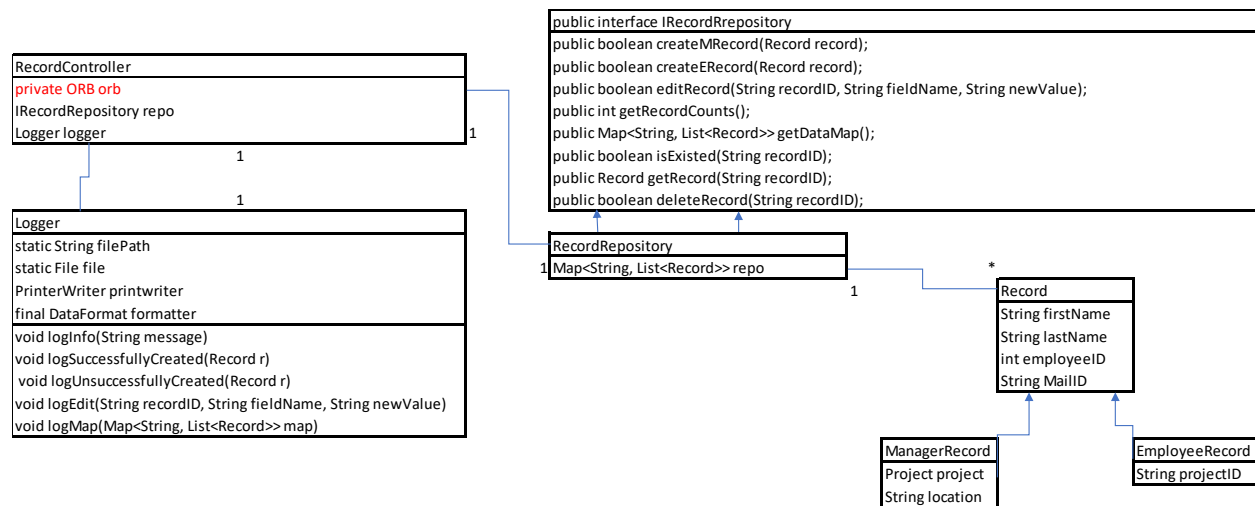 RecordController
private ORB orb
IRecordRepository repo
Logger logger
1
1
1
Logger
static String filePath
static File file
PrinterWriter printwriter
final DataFormat formatter
void logInfo(String message)
void logSuccessfullyCreated(Record r)
void logUnsuccessfullyCreated(Record r)
void logEdit(String recordID, String fieldName, String newValue)
void logMap(Map<String, List<Record>> map)
public interface IRecordRrepository
public boolean createMRecord(Record record);
public boolean createERecord(Record record);
public boolean editRecord(String recordID, String fieldName, String newValue);
public int getRecordCounts();
public Map<String, List<Record>> getDataMap();
public boolean isExisted(String recordID);
public Record getRecord(String recordID);
public boolean deleteRecord(String recordID);
RecordRepository
1
Map<String, List<Record>> repo
1
*
Record
String firstName
String lastName
int employeeID
String MailID
ManagerRecord
Project project
String location
EmployeeRecord
String projectID